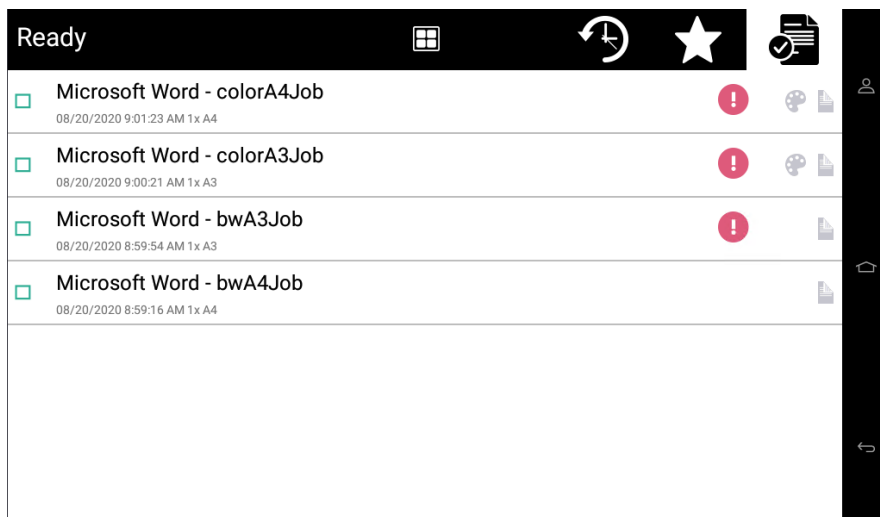 Ready
Microsoft Word - colorA4Job
08/20/2020 9:01:23 AM 1x A4
Microsoft Word - colorA3Job
08/20/2020 9:00:21 AM 1x A3
Microsoft Word - bwA3Job
08/20/2020 8:59:54 AM 1x A3
Microsoft Word - bwA4Job
08/20/2020 8:59:16 AM 1x A4